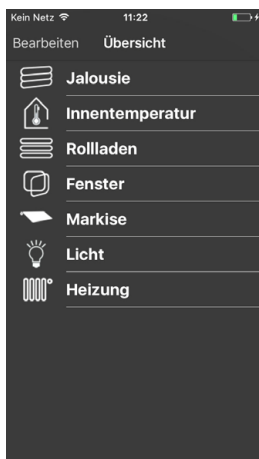 Kein Netz 11:22
Bearbeiten Übersicht
Jalousie
Innentemperatur
Rollladen
Fenster
Markise
Licht
Heizung